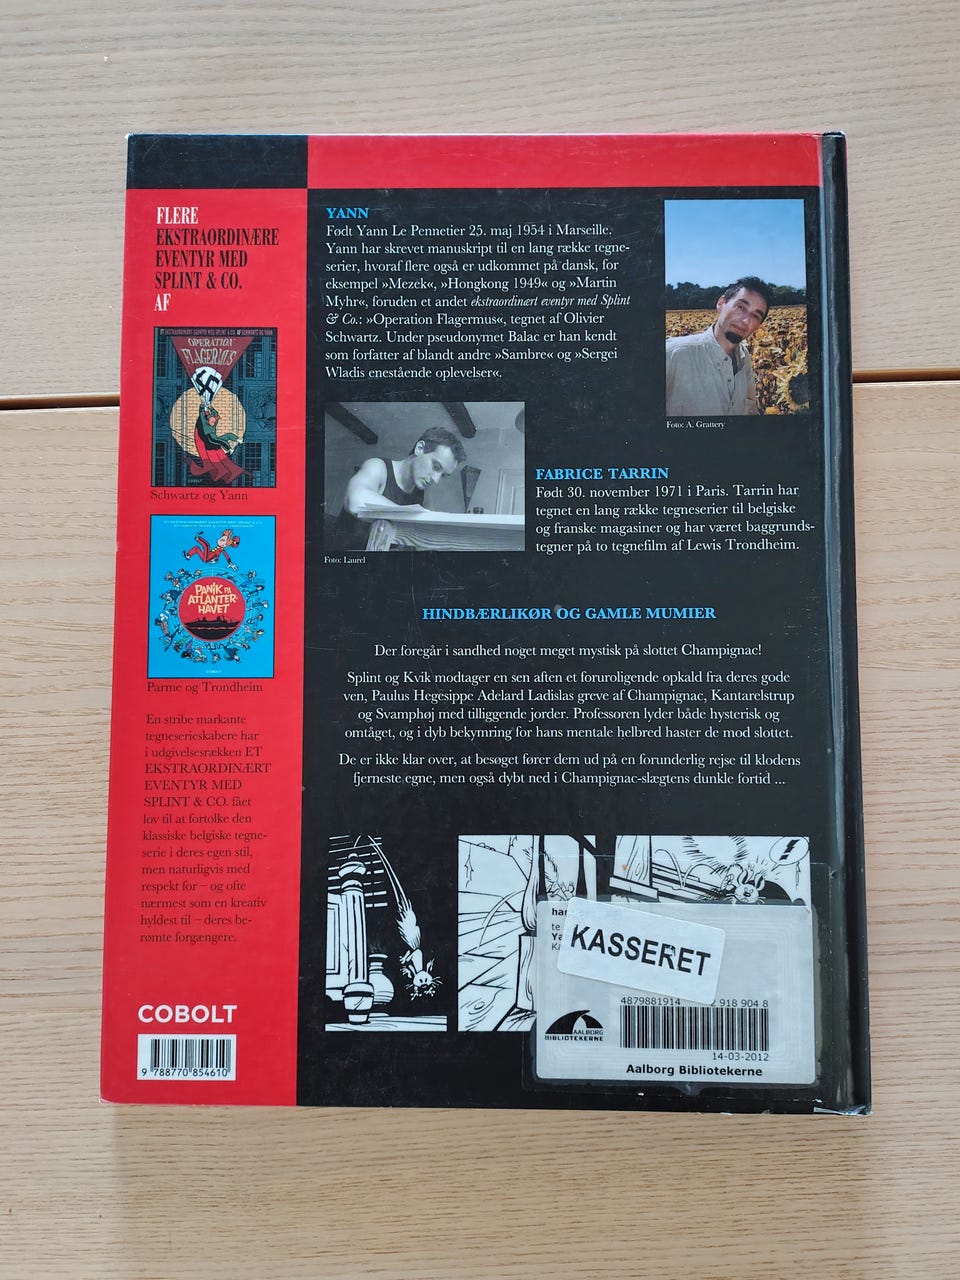 FLERE
EKSTRAORDINÆRE
EVENTYR MED
SPLINT & CO.
AF
ET EKSTRAORDINÆRT EVENTYR MED SPLINT & CO. AF SCHWARTZ OG YANN
OPERATION
FLAGERMUS
COBOLT
Schwartz og Yann
PANIK PÅ
ATLANTER-
HAVET
COBOLT
Parme og Trondheim
En stribe markante
tegneserieskabere har
i udgivelsesrækken ET
EKSTRAORDINÆRT
EVENTYR MED
SPLINT & CO. fået
lov til at fortolke den
klassiske belgiske tegne-
serie i deres egen stil,
men naturligvis med
respekt for – og ofte
nærmest som en kreativ
hyldest til – deres be-
rømte forgængere.
COBOLT
9 788770 854610
YANN
Født Yann Le Pennetier 25. maj 1954 i Marseille.
Yann har skrevet manuskript til en lang række tegne-
serier, hvoraf flere også er udkommet på dansk, for
eksempel »Mezek«, »Hongkong 1949« og »Martin
Myhr«, foruden et andet ekstraordinært eventyr med Splint
& Co.: »Operation Flagermus«, tegnet af Olivier
Schwartz. Under pseudonymet Balac er han kendt
som forfatter af blandt andre »Sambre« og »Sergei
Wladis enestående oplevelser«.
Foto: A. Grattery
Foto: Laurel
FABRICE TARRIN
Født 30. november 1971 i Paris. Tarrin har
tegnet en lang række tegneserier til belgiske
og franske magasiner og har været baggrunds-
tegner på to tegnefilm af Lewis Trondheim.
HINDBÆRLIKØR OG GAMLE MUMIER
Der foregår i sandhed noget meget mystisk på slottet Champignac!
Splint og Kvik modtager en sen aften et foruroligende opkald fra deres gode
ven, Paulus Hegesippe Adelard Ladislas greve af Champignac, Kantarelstrup
og Svamphøj med tilliggende jorder. Professoren lyder både hysterisk og
omtåget, og i dyb bekymring for hans mentale helbred haster de mod slottet.
De er ikke klar over, at besøget fører dem ud på en forunderlig rejse til klodens
fjerneste egne, men også dybt ned i Champignac-slægtens dunkle fortid ...
KASSERET
4879881914
2 918 904 8
AALBORG
BIBLIOTEKERNE
14-03-2012
Aalborg Bibliotekerne